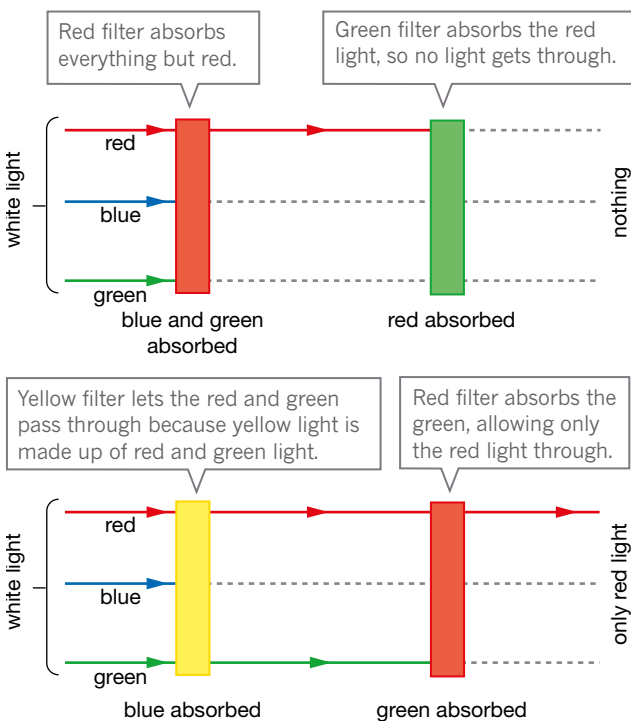 Red filter absorbs
everything but red.
Green filter absorbs the red
light, so no light gets through.
white light
red
blue
green
nothing
blue and green
absorbed
red absorbed
Yellow filter lets the red and green
pass through because yellow light is
made up of red and green light.
Red filter absorbs the
green, allowing only
the red light through.
white light
red
blue
green
only red light
blue absorbed
green absorbed